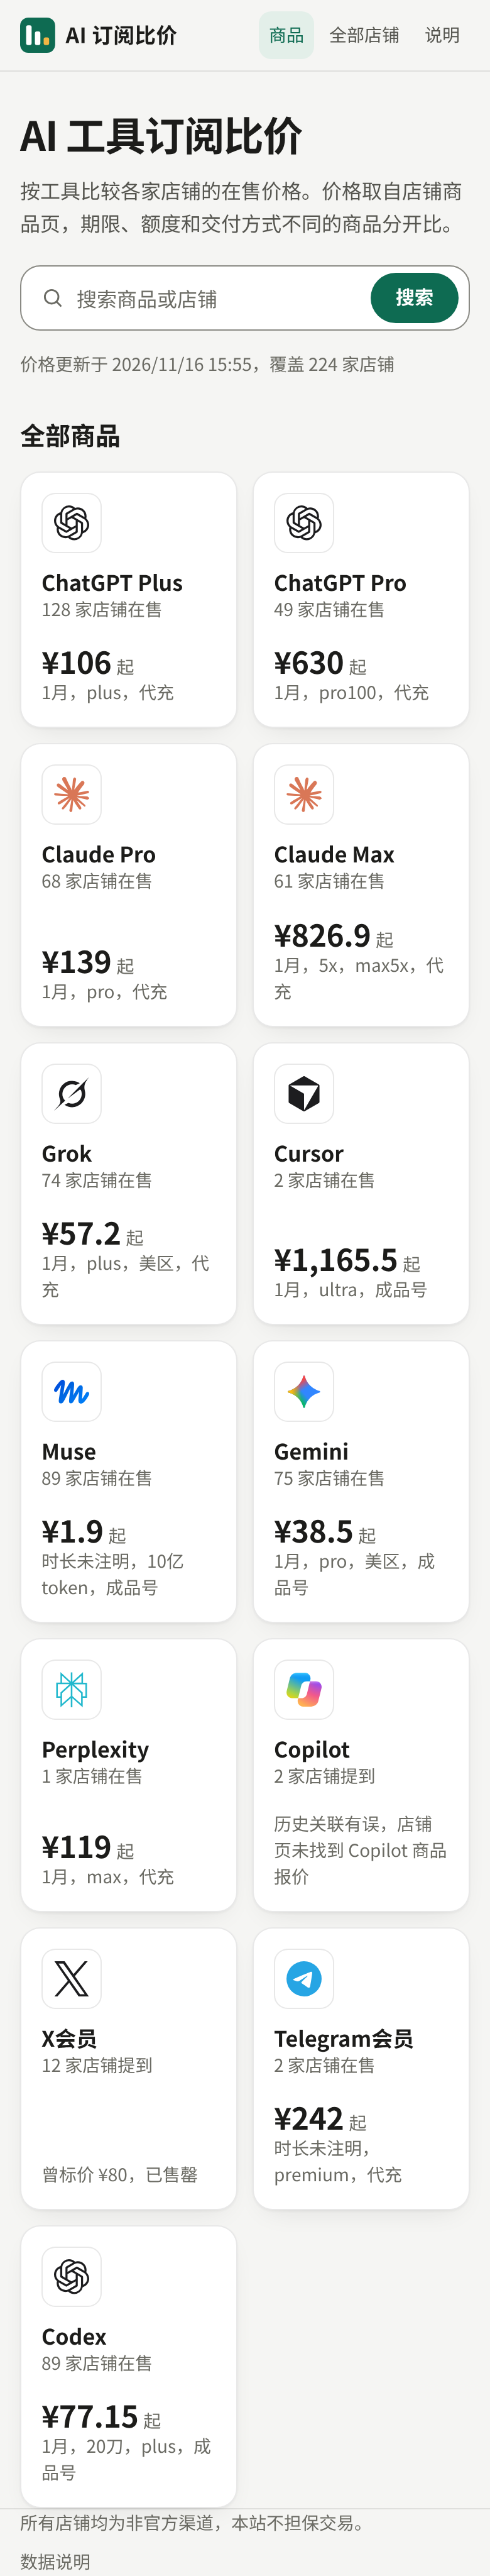 AI 订阅比价
商品
全部店铺
说明
AI 工具订阅比价
按工具比较各家店铺的在售价格。价格取自店铺商
品页，期限、额度和交付方式不同的商品分开比。
搜索商品或店铺
搜索
价格更新于 2026/11/16 15:55，覆盖 224 家店铺
全部商品
ChatGPT Plus
128 家店铺在售
¥106 起
1月，plus，代充
ChatGPT Pro
49 家店铺在售
¥630 起
1月，pro100，代充
Claude Pro
68 家店铺在售
¥139 起
1月，pro，代充
Claude Max
61 家店铺在售
¥826.9 起
1月，5x，max5x，代
充
Grok
74 家店铺在售
¥57.2 起
1月，plus，美区，代
充
Cursor
2 家店铺在售
¥1,165.5 起
1月，ultra，成品号
Muse
89 家店铺在售
¥1.9 起
时长未注明，10亿
token，成品号
Gemini
75 家店铺在售
¥38.5 起
1月，pro，美区，成
品号
Perplexity
1 家店铺在售
¥119 起
1月，max，代充
Copilot
2 家店铺提到
历史关联有误，店铺
页未找到 Copilot 商品
报价
X会员
12 家店铺提到
曾标价 ¥80，已售罄
Telegram会员
2 家店铺在售
¥242 起
时长未注明，
premium，代充
Codex
89 家店铺在售
¥77.15 起
1月，20刀，plus，成
品号
所有店铺均为非官方渠道，本站不担保交易。
数据说明